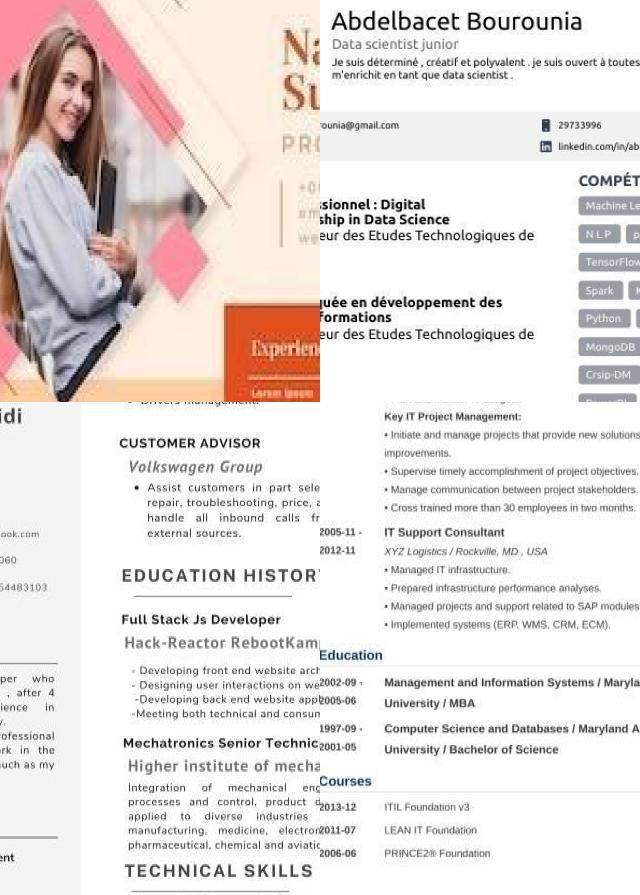 Na
Su
PRO
Experien
Lorem Ipsum
Abdelbacet Bourounia
Data scientist junior
Je suis déterminé , créatif et polyvalent . je suis ouvert à toutes
m'enrichit en tant que data scientist .
rounia@gmail.com
29733996
linkedin.com/in/ab
COMPÉT
ssionnel : Digital
ship in Data Science
eur des Etudes Technologiques de
quée en développement des
formations
eur des Etudes Technologiques de
Machine Le
N L P p
TensorFlow
Spark K
Python
MongoDB
Crsip-DM
idi
ook.com
060
54483103
per who
, after 4
ience in
y.
rofessional
rk in the
uch as my
ent
Drivers management.
CUSTOMER ADVISOR
Volkswagen Group
• Assist customers in part sele
repair, troubleshooting, price, a
handle all inbound calls fr
external sources.
EDUCATION HISTORY
Full Stack Js Developer
Hack-Reactor RebootKam
- Developing front end website arch
- Designing user interactions on we
-Developing back end website appl
-Meeting both technical and consum
Mechatronics Senior Technic
Higher institute of mecha
Integration of mechanical eng
processes and control, product d
applied to diverse industries
manufacturing, medicine, electron
pharmaceutical, chemical and aviatio
TECHNICAL SKILLS
Key IT Project Management:
• Initiate and manage projects that provide new solutions
improvements.
• Supervise timely accomplishment of project objectives.
• Manage communication between project stakeholders.
• Cross trained more than 30 employees in two months.
2005-11 - IT Support Consultant
2012-11 XYZ Logistics / Rockville, MD , USA
• Managed IT infrastructure.
• Prepared infrastructure performance analyses.
• Managed projects and support related to SAP modules
• Implemented systems (ERP, WMS, CRM, ECM).
Education
2002-09 - Management and Information Systems / Maryla
2005-06 University / MBA
1997-09 - Computer Science and Databases / Maryland A
2001-05 University / Bachelor of Science
Courses
2013-12 ITIL Foundation v3
2011-07 LEAN IT Foundation
2006-06 PRINCE2® Foundation